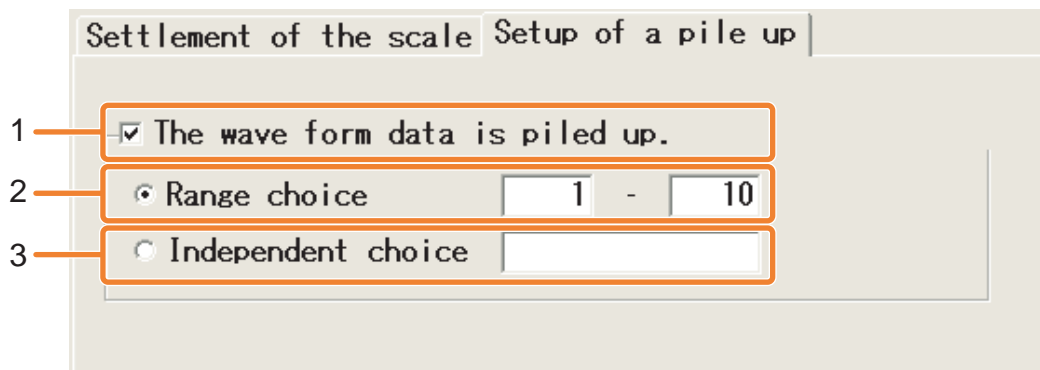 Settlement of the scale Setup of a pile up
1 The wave form data is piled up.
2 Range choice 1 - 10
3 Independent choice